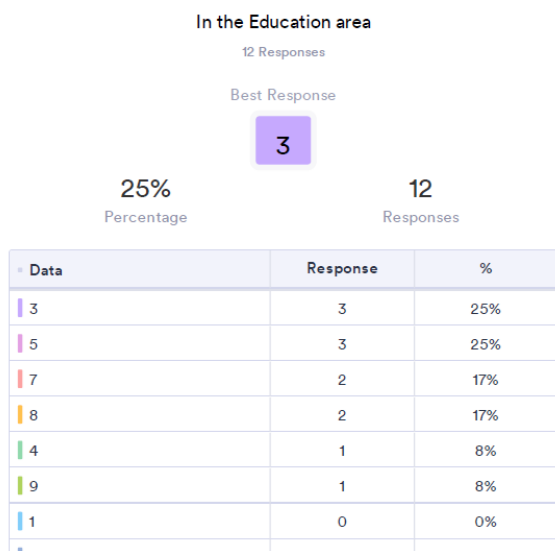 In the Education area
12 Responses
Best Response
3
25% 12
Percentage Responses
Data Response %
3 3 25%
5 3 25%
7 2 17%
8 2 17%
4 1 8%
9 1 8%
1 0 0%